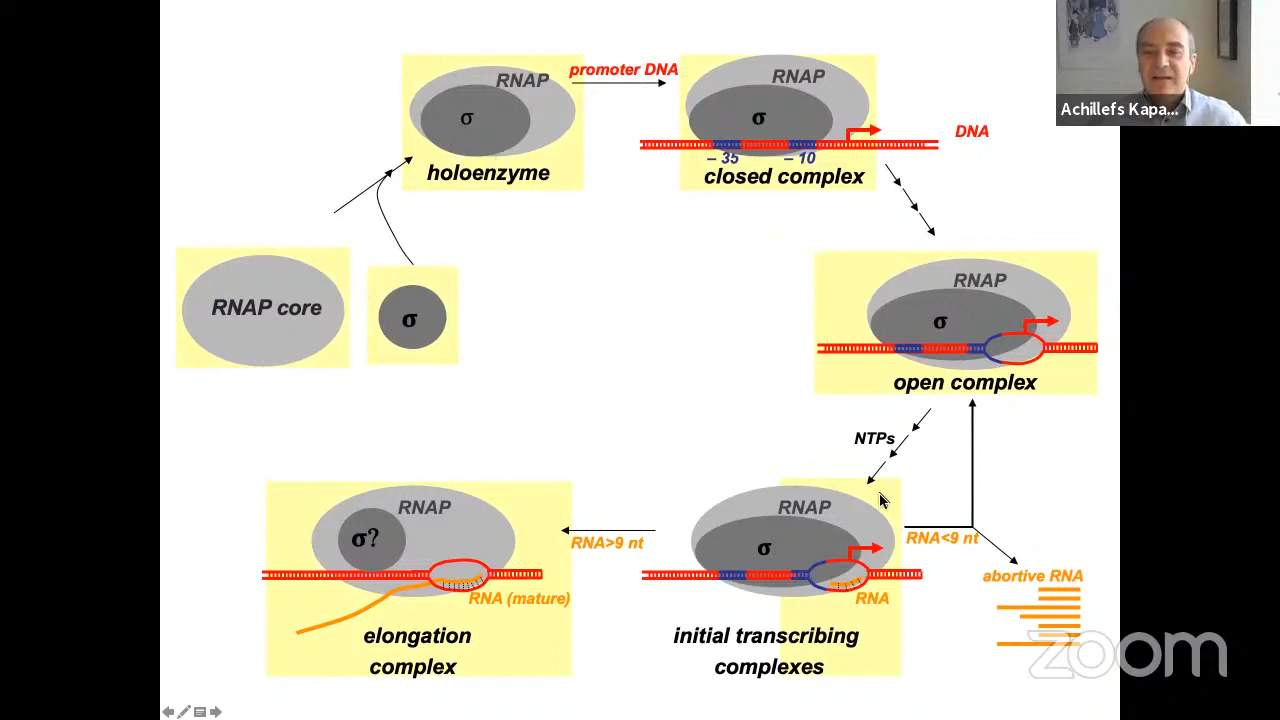 RNAP
σ
holoenzyme
promoter DNA
RNAP
σ
– 35
– 10
closed complex
DNA
Achillefs Kapa...
RNAP core
σ
RNAP
σ
open complex
NTPs
RNAP
σ?
RNA (mature)
elongation
complex
RNA>9 nt
RNAP
σ
RNA
initial transcribing
complexes
RNA<9 nt
abortive RNA
zoom